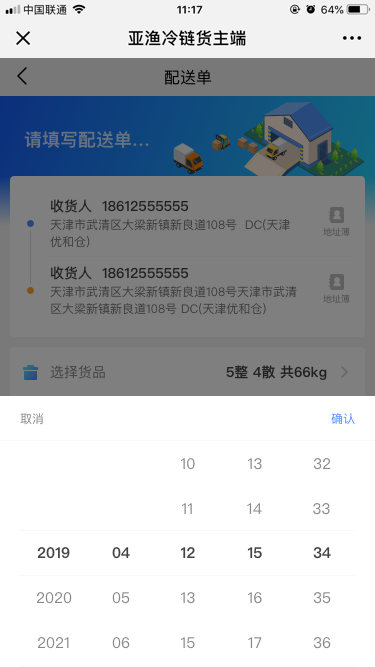 中国联通 11:17 64%
亚渔冷链货主端
配送单
请填写配送单...
收货人 18612555555
天津市武清区大梁新镇新良道108号 DC(天津
优和仓)
地址簿
收货人 18612555555
天津市武清区大梁新镇新良道108号天津市武清
区大梁新镇新良道108号 DC(天津优和仓)
地址簿
选择货品 5整 4散 共66kg
取消 确认
10 13 32
11 14 33
2019 04 12 15 34
2020 05 13 16 35
2021 06 15 17 36